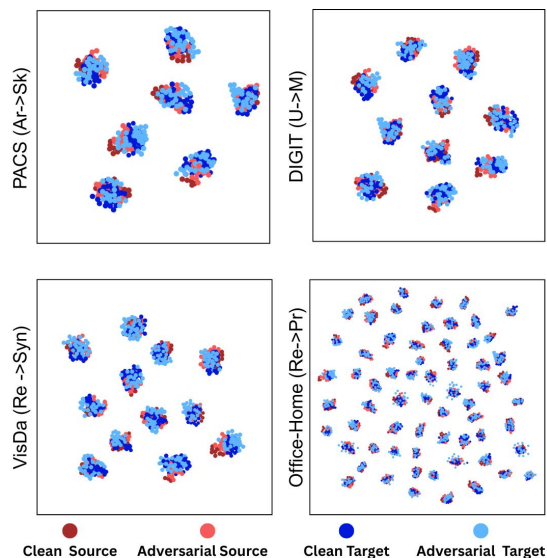 PACS (Ar->Sk)
DIGIT (U->M)
VisDa (Re ->Syn)
Office-Home (Re->Pr)
Clean Source Adversarial Source Clean Target Adversarial Target